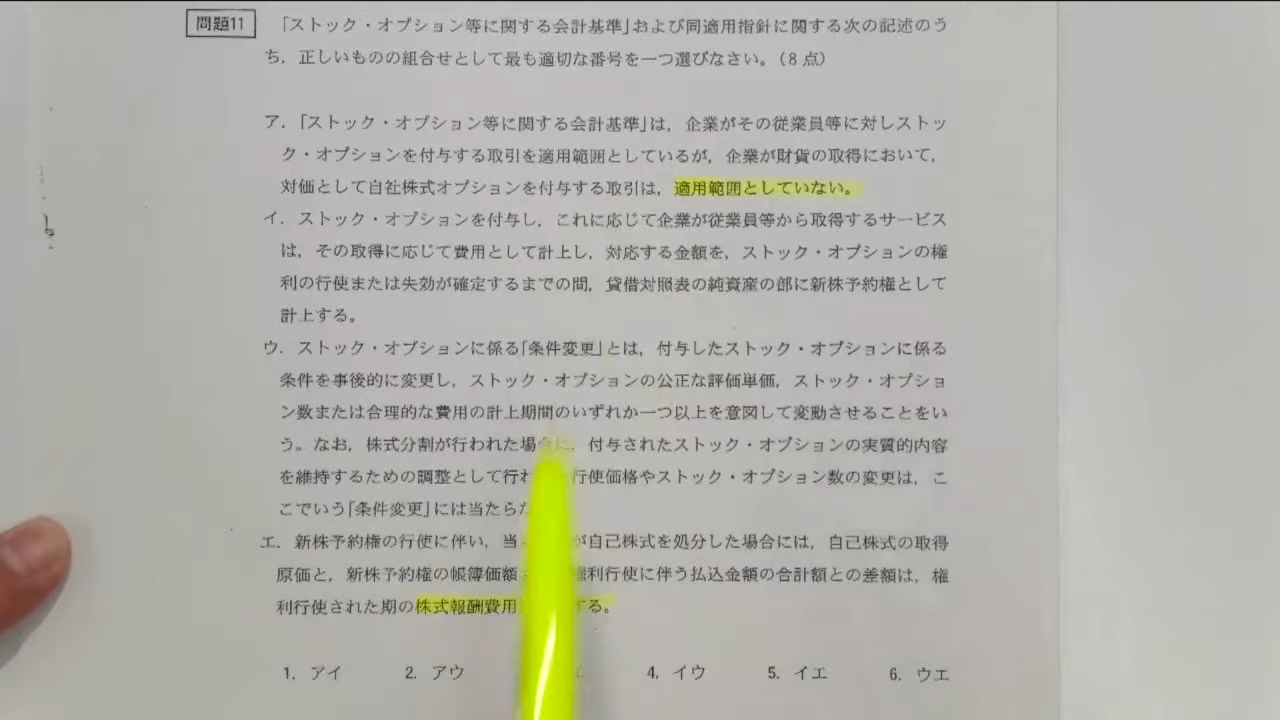 問題11 「ストック・オプション等に関する会計基準」および同適用指針に関する次の記述のう
ち，正しいものの組合せとして最も適切な番号を一つ選びなさい。（8点）
ア．「ストック・オプション等に関する会計基準」は，企業がその従業員等に対しストッ
ク・オプションを付与する取引を適用範囲としているが，企業が財貨の取得において，
対価として自社株式オプションを付与する取引は，適用範囲としていない。
イ．ストック・オプションを付与し，これに応じて企業が従業員等から取得するサービス
は，その取得に応じて費用として計上し，対応する金額を，ストック・オプションの権
利の行使または失効が確定するまでの間，貸借対照表の純資産の部に新株予約権として
計上する。
ウ．ストック・オプションに係る「条件変更」とは，付与したストック・オプションに係る
条件を事後的に変更し，ストック・オプションの公正な評価単価，ストック・オプショ
ン数または合理的な費用の計上期間のいずれか一つ以上を意図して変動させることをい
う。なお，株式分割が行われた場合に，付与されたストック・オプションの実質的内容
を維持するための調整として行わ 行使価格やストック・オプション数の変更は，こ
こでいう「条件変更」には当たらな
エ．新株予約権の行使に伴い，当 が自己株式を処分した場合には，自己株式の取得
原価と，新株予約権の帳簿価額 権利行使に伴う払込金額の合計額との差額は，権
利行使された期の株式報酬費用 する。
1．アイ 2．アウ エ 4．イウ 5．イエ 6．ウエ